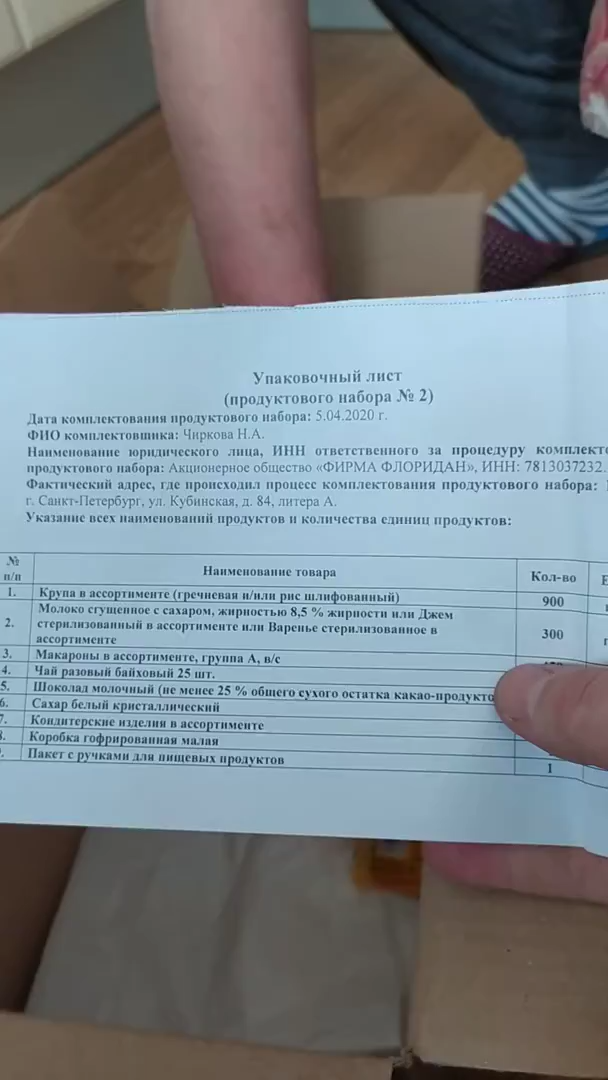 Упаковочный лист
(продуктового набора № 2)
Дата комплектования продуктового набора: 5.04.2020 г.
ФИО комплектовщика: Чиркова Н.А.
Наименование юридического лица, ИНН ответственного за процедуру комплекто
продуктового набора: Акционерное общество «ФИРМА ФЛОРИДАН», ИНН: 7813037232.
Фактический адрес, где происходил процесс комплектования продуктового набора:
г. Санкт-Петербург, ул. Кубинская, д. 84, литера А.
Указание всех наименований продуктов и количества единиц продуктов:
№ п/п Наименование товара Кол-во
1. Крупа в ассортименте (гречневая и/или рис шлифованный) 900
Молоко сгущенное с сахаром, жирностью 8,5 % жирности или Джем
2. стерилизованный в ассортименте или Варенье стерилизованное в 300
ассортименте
3. Макароны в ассортименте, группа А, в/с
4. Чай разовый байховый 25 шт.
5. Шоколад молочный (не менее 25 % общего сухого остатка какао-продукто
6. Сахар белый кристаллический
7. Кондитерские изделия в ассортименте
Коробка гофрированная малая
Пакет с ручками для пищевых продуктов 1